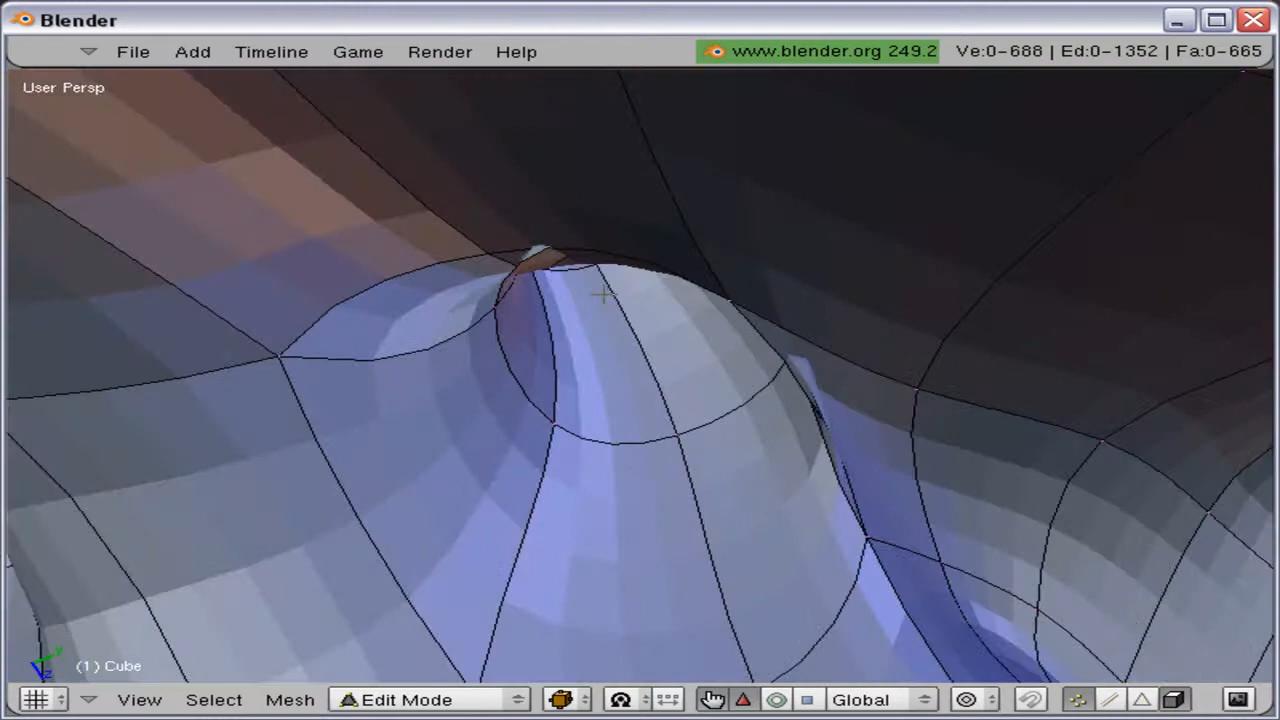 Blender
File Add Timeline Game Render Help www.blender.org 249.2 Ve:0-688 | Ed:0-1352 | Fa:0-665
User Persp
(1) Cube
View Select Mesh Edit Mode Global